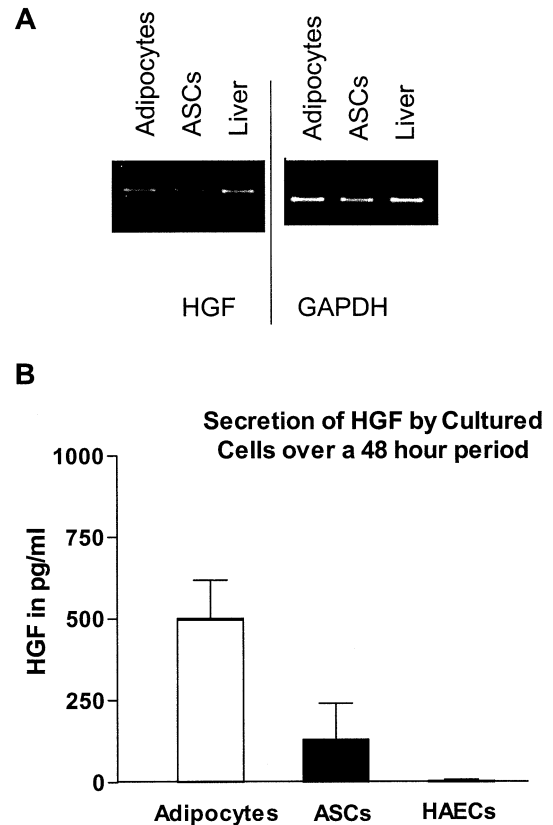 A
Adipocytes
ASCs
Liver
Adipocytes
ASCs
Liver
HGF
GAPDH
B
Secretion of HGF by Cultured
Cells over a 48 hour period
HGF in pg/ml
1000
750
500
250
0
Adipocytes
ASCs
HAECs